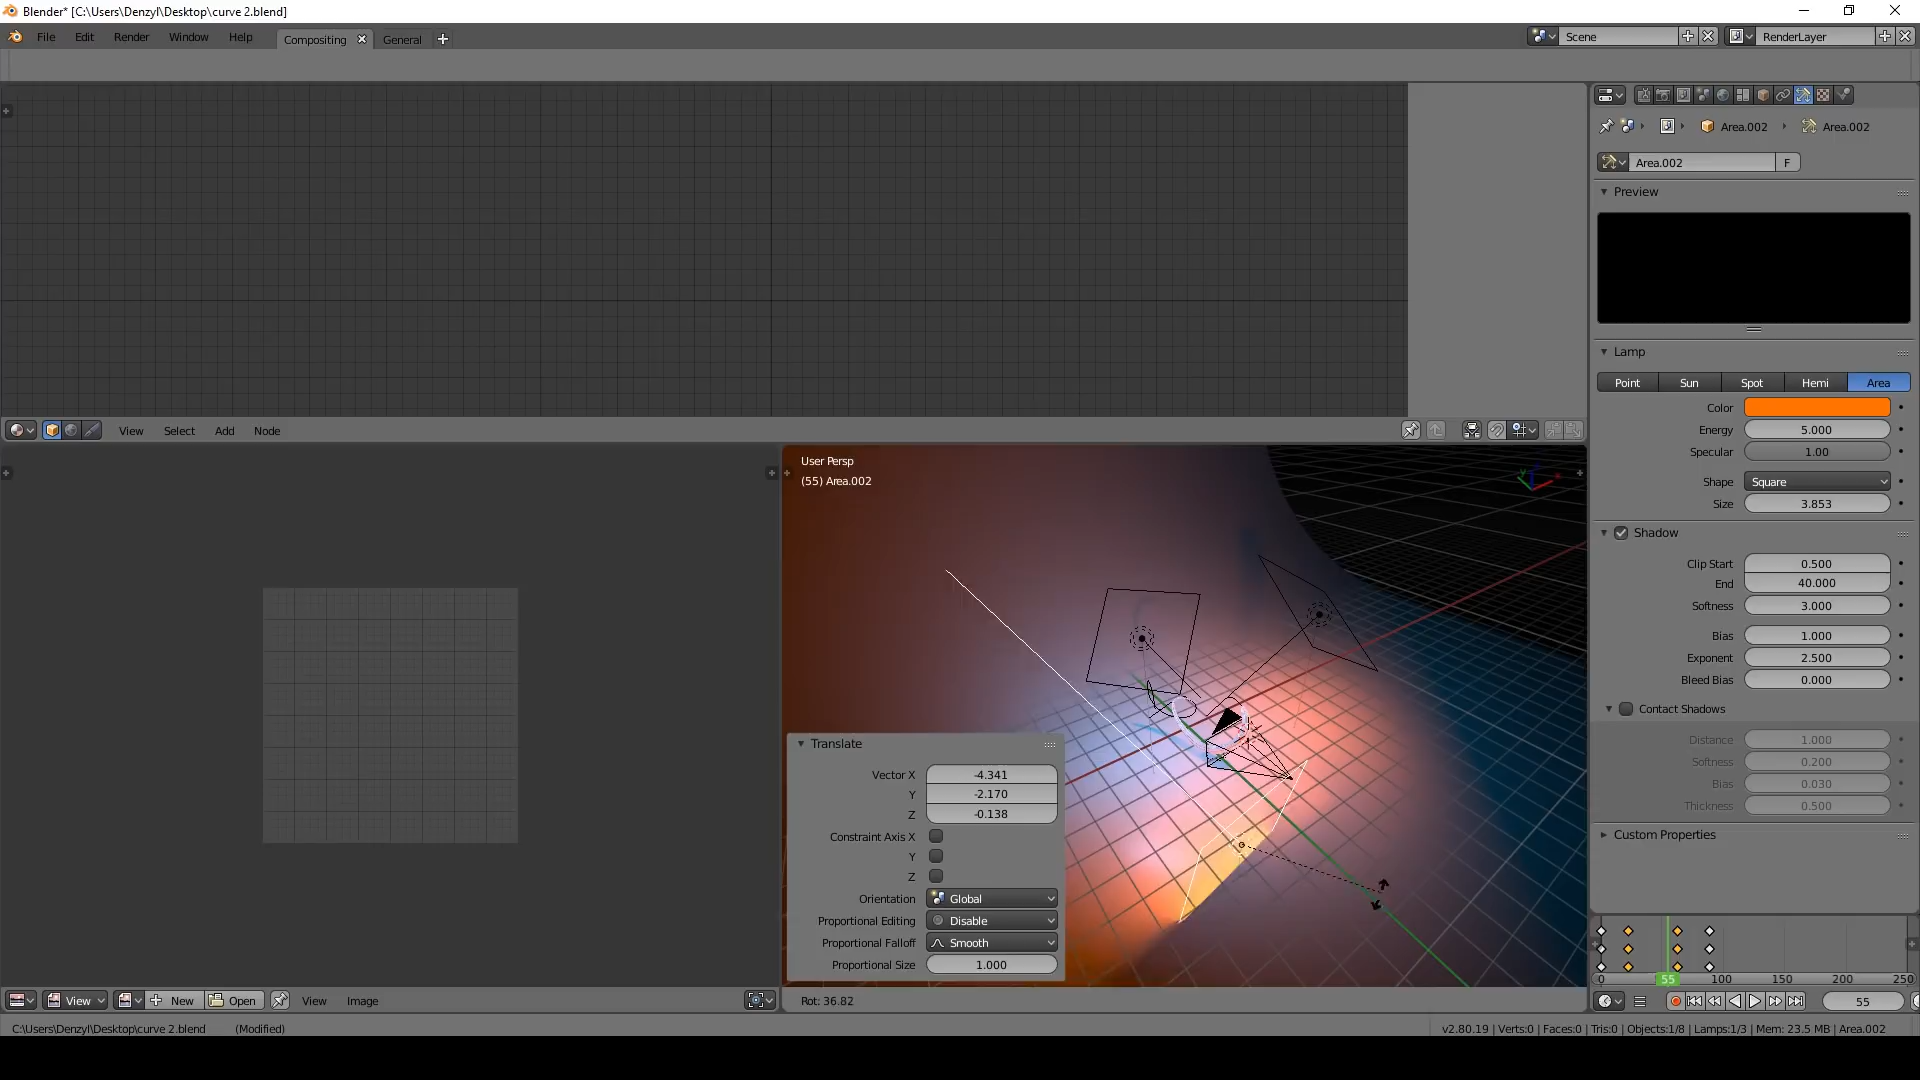 Blender* [C:\Users\Denzyl\Desktop\curve 2.blend]
File Edit Render Window Help Compositing General Scene RenderLayer
Area.002 Area.002
Area.002 F
Preview
Lamp
Point Sun Spot Hemi Area
Color
Energy 5.000
Specular 1.00
Shape Square
Size 3.853
Shadow
Clip Start 0.500
End 40.000
Softness 3.000
Bias 1.000
Exponent 2.500
Bleed Bias 0.000
Contact Shadows
Distance 1.000
Softness 0.200
Bias 0.030
Thickness 0.500
Custom Properties
View Select Add Node
User Persp
(55) Area.002
Translate
Vector X -4.341
Y -2.170
Z -0.138
Constraint Axis X
Y
Z
Orientation Global
Proportional Editing Disable
Proportional Falloff Smooth
Proportional Size 1.000
0 55 100 150 200 250
View New Open View Image
Rot: 36.82
55
C:\Users\Denzyl\Desktop\curve 2.blend (Modified)
v2.80.19 | Verts:0 | Faces:0 | Tris:0 | Objects:1/8 | Lamps:1/3 | Mem: 23.5 MB | Area.002